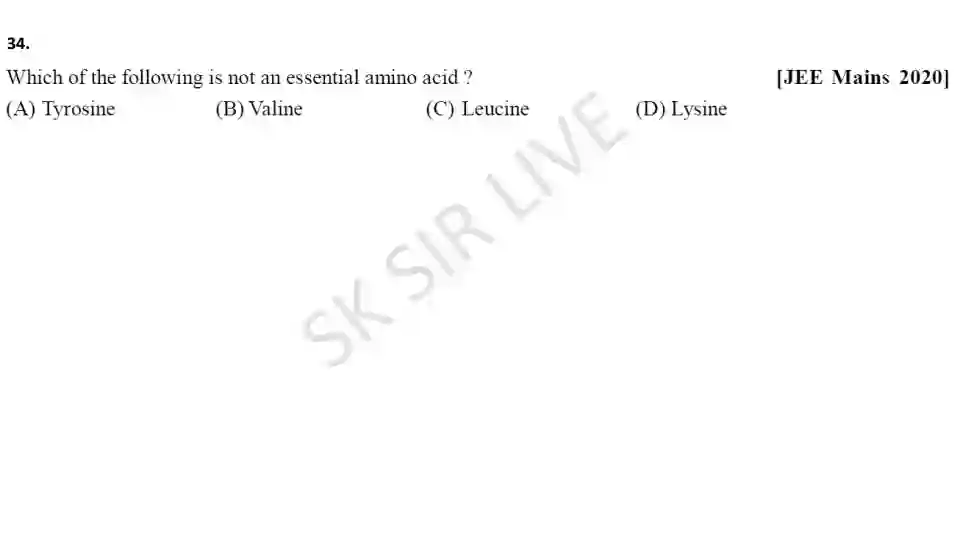 34.
Which of the following is not an essential amino acid ? [JEE Mains 2020]
(A) Tyrosine (B) Valine (C) Leucine (D) Lysine
SK SIR LIVE